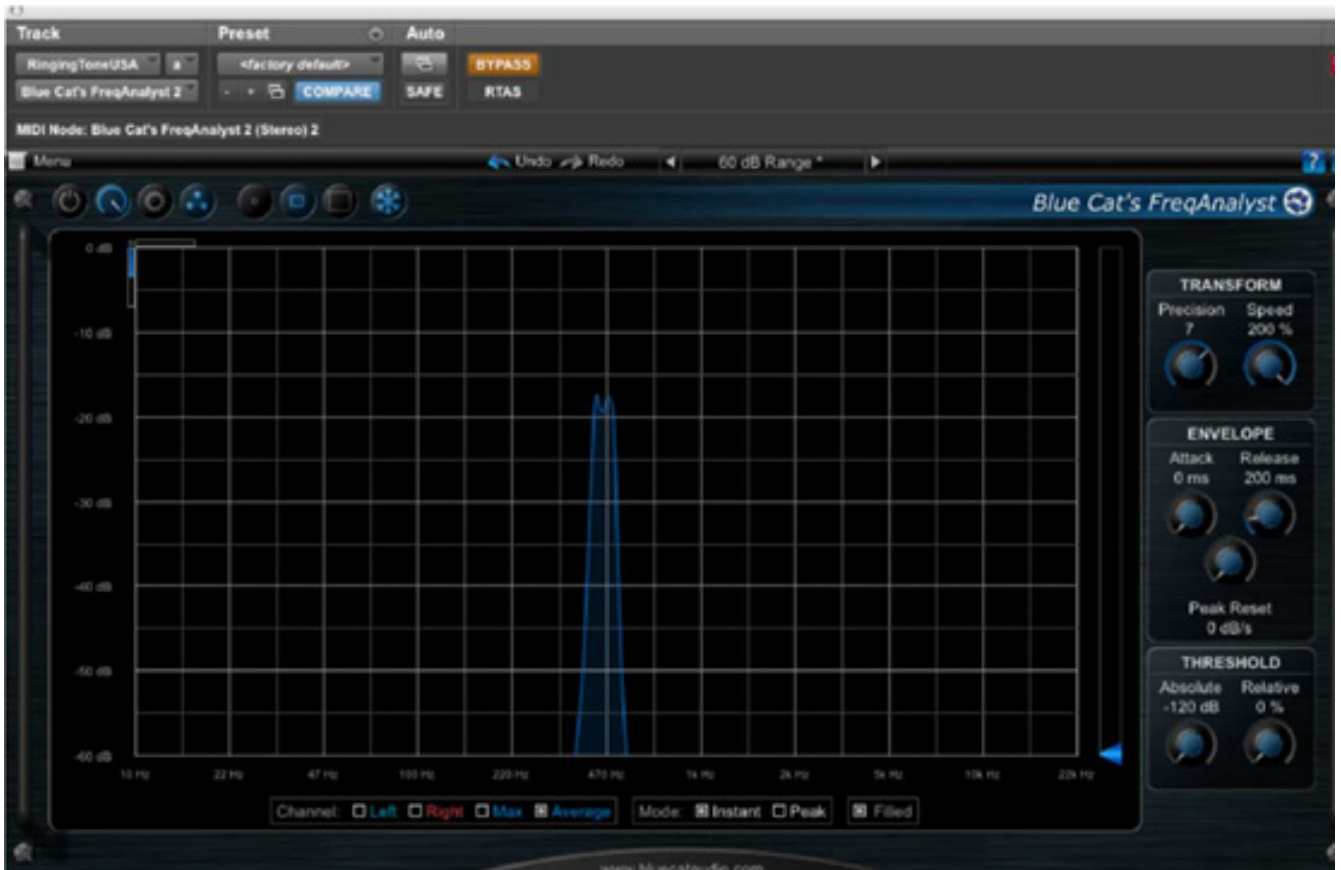 Track Preset Auto
RingingToneUSA a <factory default> BYPASS
Blue Cat's FreqAnalyst 2 - + COMPARE SAFE RTAS
MIDI Node: Blue Cat's FreqAnalyst 2 (Stereo) 2
Menu Undo Redo 60 dB Range * ?
Blue Cat's FreqAnalyst
0 dB
-10 dB
-20 dB
-30 dB
-40 dB
-50 dB
-60 dB
10 Hz 22 Hz 47 Hz 100 Hz 220 Hz 470 Hz 1k Hz 2k Hz 5k Hz 10k Hz 22k Hz
Channel: Left Right Max Average Mode: Instant Peak Filled
TRANSFORM
Precision Speed
7 200 %
ENVELOPE
Attack Release
0 ms 200 ms
Peak Reset
0 dB/s
THRESHOLD
Absolute Relative
-120 dB 0 %
www.bluecataudio.com